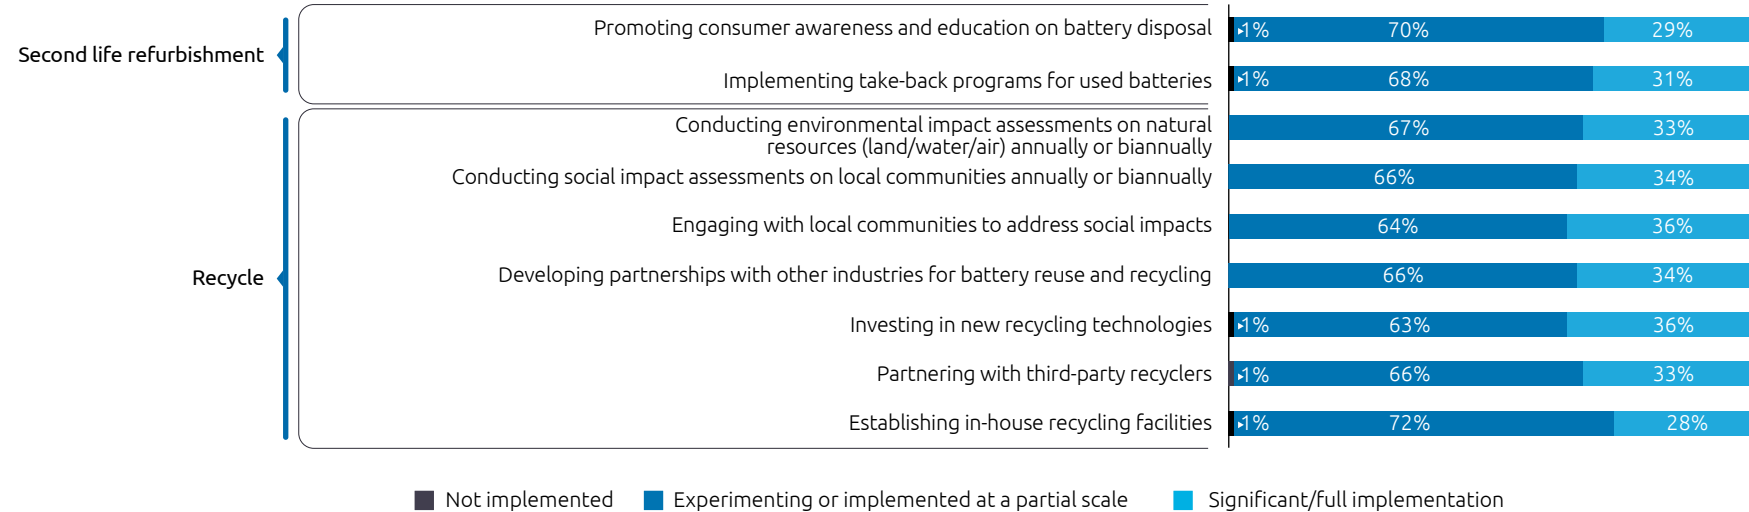 Second life refurbishment
Promoting consumer awareness and education on battery disposal
1% 70% 29%
Implementing take-back programs for used batteries
1% 68% 31%
Recycle
Conducting environmental impact assessments on natural
resources (land/water/air) annually or biannually
67% 33%
Conducting social impact assessments on local communities annually or biannually
66% 34%
Engaging with local communities to address social impacts
64% 36%
Developing partnerships with other industries for battery reuse and recycling
66% 34%
Investing in new recycling technologies
1% 63% 36%
Partnering with third-party recyclers
1% 66% 33%
Establishing in-house recycling facilities
1% 72% 28%
Not implemented
Experimenting or implemented at a partial scale
Significant/full implementation